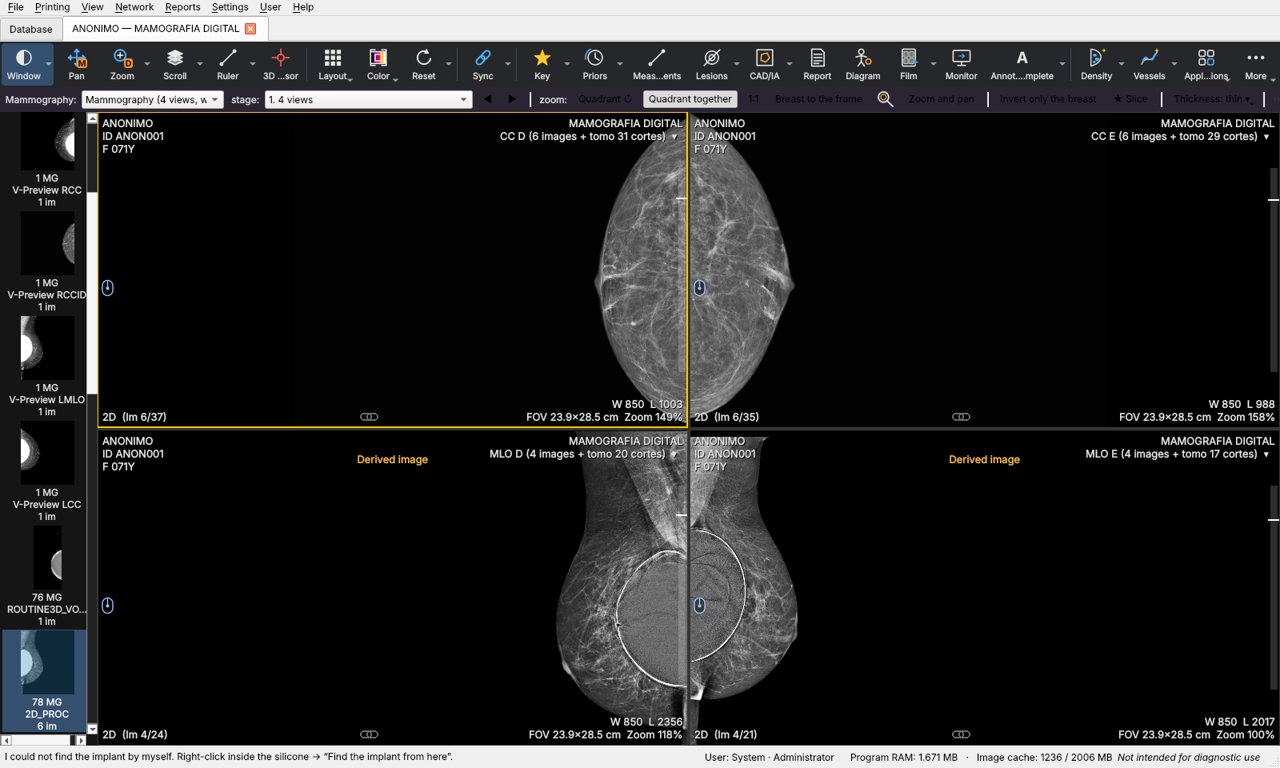 File Printing View Network Reports Settings User Help
Database ANONIMO — MAMOGRAFIA DIGITAL
Window Pan Zoom Scroll Ruler 3D ...sor Layout Color Reset Sync Key Priors Meas...ents Lesions CAD/IA Report Diagram Film Monitor Annot....mplete Density Vessels Appl...ions More
Mammography: Mammography (4 views, w stage: 1. 4 views zoom: Quadrant Quadrant together 1:1 Breast to the frame Zoom and pan Invert only the breast ★ Slice Thickness: thin
1 MG
V-Preview RCC
1 im
1 MG
V-Preview RCCID
1 im
1 MG
V-Preview LMLO
1 im
1 MG
V-Preview LCC
1 im
76 MG
ROUTINE3D_VO...
1 im
78 MG
2D_PROC
6 im
ANONIMO MAMOGRAFIA DIGITAL
ID ANON001 CC D (6 images + tomo 31 cortes) ▾
F 071Y
W 850 L 1003
2D (Im 6/37) FOV 23.9×28.5 cm Zoom 149%
ANONIMO MAMOGRAFIA DIGITAL
ID ANON001 CC E (6 images + tomo 29 cortes) ▾
F 071Y
W 850 L 988
2D (Im 6/35) FOV 23.9×28.5 cm Zoom 158%
ANONIMO MAMOGRAFIA DIGITAL
ID ANON001 MLO D (4 images + tomo 20 cortes) ▾
F 071Y Derived image
W 850 L 2356
2D (Im 4/24) FOV 23.9×28.5 cm Zoom 118%
ANONIMO MAMOGRAFIA DIGITAL
ID ANON001 MLO E (4 images + tomo 17 cortes) ▾
F 071Y Derived image
W 850 L 2017
2D (Im 4/21) FOV 23.9×28.5 cm Zoom 100%
I could not find the implant by myself. Right-click inside the silicone → “Find the implant from here”. User: System · Administrator Program RAM: 1.671 MB · Image cache: 1236 / 2006 MB Not intended for diagnostic use